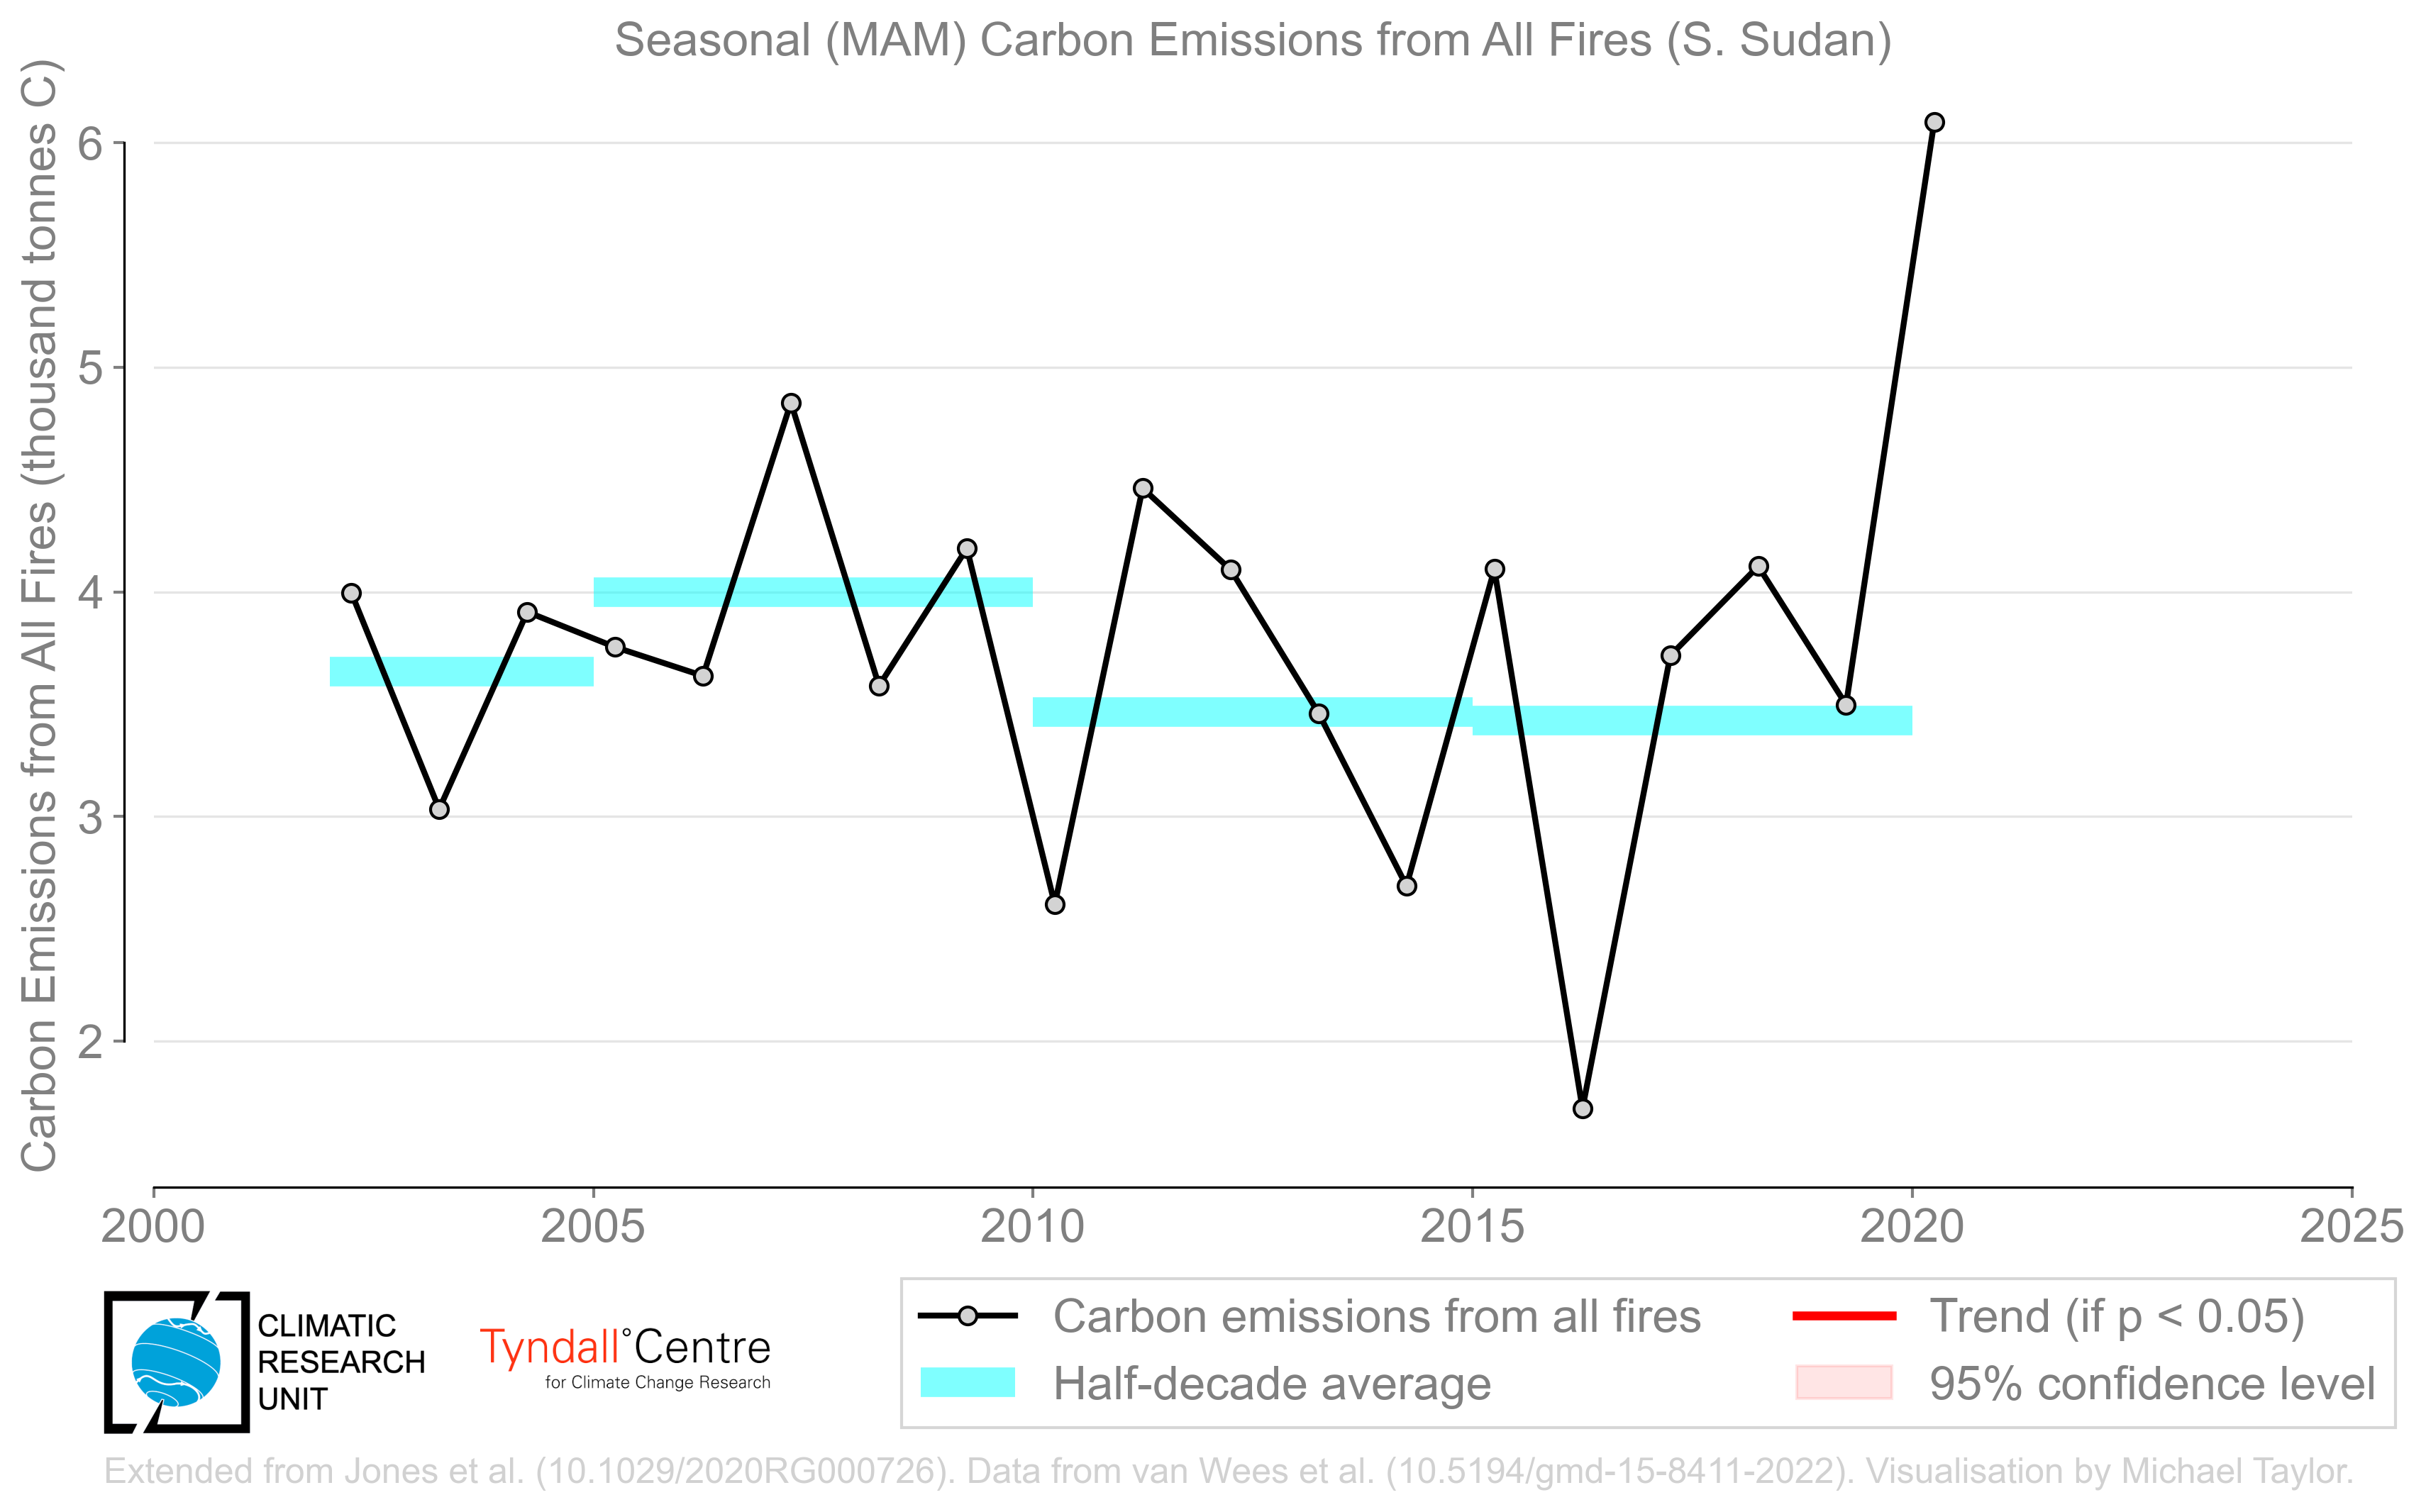 Seasonal (MAM) Carbon Emissions from All Fires (S. Sudan)
Carbon Emissions from All Fires (thousand tonnes C)
6
5
4
3
2
2000
2005
2010
2015
2020
2025
CLIMATIC
RESEARCH
UNIT
Tyndall°Centre
for Climate Change Research
Carbon emissions from all fires
Half-decade average
Trend (if p < 0.05)
95% confidence level
Extended from Jones et al. (10.1029/2020RG000726). Data from van Wees et al. (10.5194/gmd-15-8411-2022). Visualisation by Michael Taylor.